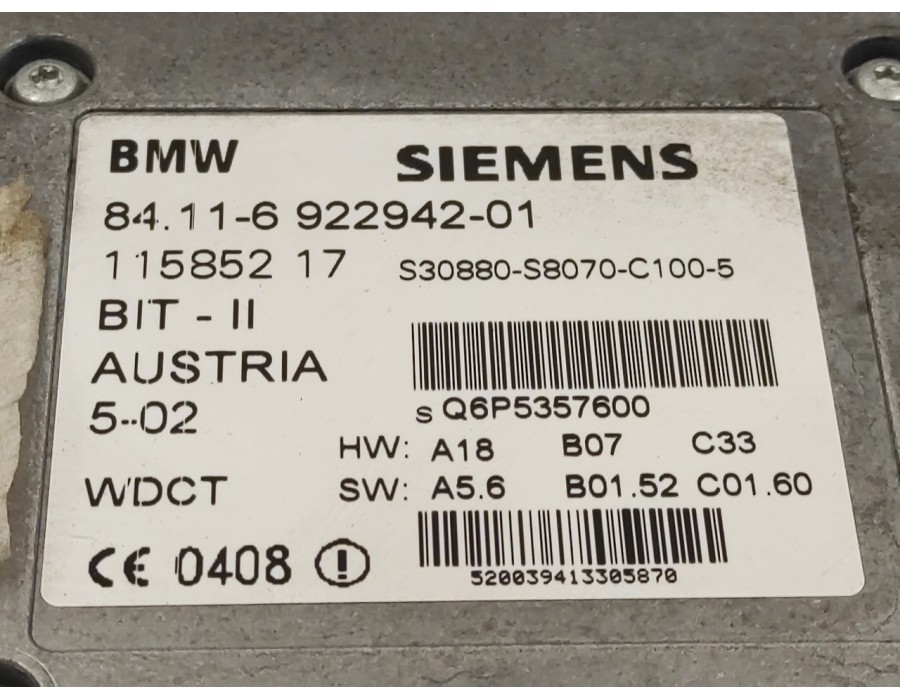 BMW SIEMENS
84.11-6 922942-01
115852 17 S30880-S8070-C100-5
BIT - II
AUSTRIA
5-02
S Q6P5357600
HW: A18 B07 C33
WDCT SW: A5.6 B01.52 C01.60
CE 0408 !
520039413305870